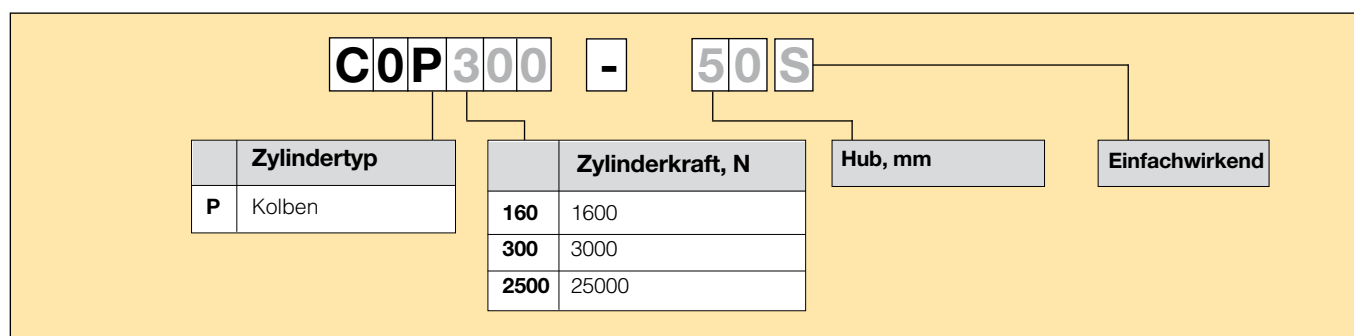 C0P300 - 50S
Zylindertyp
P Kolben
Zylinderkraft, N
160 1600
300 3000
2500 25000
Hub, mm
Einfachwirkend